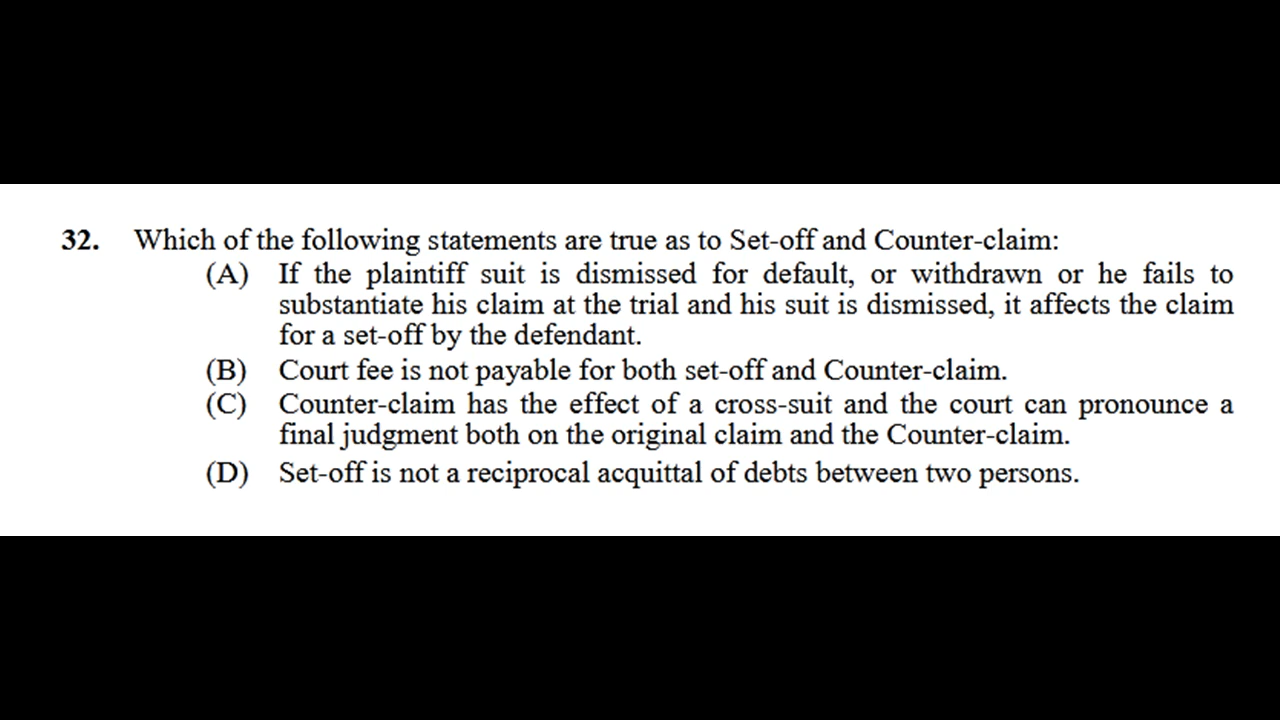 32. Which of the following statements are true as to Set-off and Counter-claim:
(A) If the plaintiff suit is dismissed for default, or withdrawn or he fails to
substantiate his claim at the trial and his suit is dismissed, it affects the claim
for a set-off by the defendant.
(B) Court fee is not payable for both set-off and Counter-claim.
(C) Counter-claim has the effect of a cross-suit and the court can pronounce a
final judgment both on the original claim and the Counter-claim.
(D) Set-off is not a reciprocal acquittal of debts between two persons.